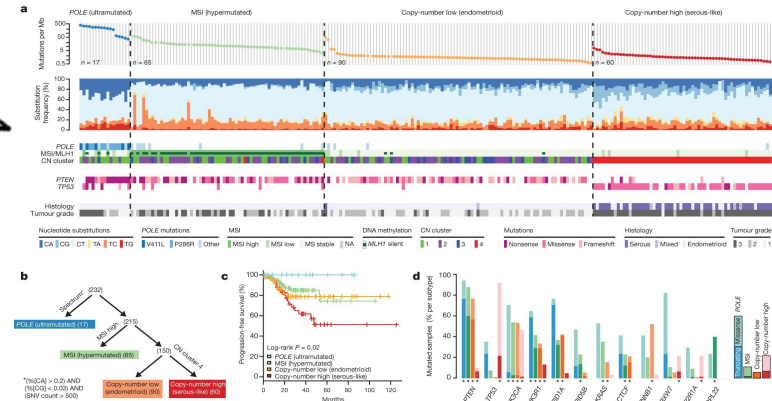 a
POLE (ultramutated)
MSI (hypermutated)
Copy-number low (endometrioid)
Copy-number high (serous-like)
Mutations per Mb
500
50
5
0.5
n = 17
n = 65
n = 90
n = 60
Substitution frequency (%)
100
80
60
40
20
0
POLE
MSI/MLH1
CN cluster
PTEN
TP53
Histology
Tumour grade
Nucleotide substitutions
CA CG CT TA TC TG
POLE mutations
V411L P286R Other
MSI
MSI high MSI low MS stable NA
DNA methylation
MLH1 silent
CN cluster
1 2 3 4
Mutations
Nonsense Missense Frameshift
Histology
Serous Mixed Endometrioid
Tumour grade
3 2 1
b
(232)
Spectrum*
POLE (ultramutated) (17)
(215)
MSI high
MSI (hypermutated) (65)
(150)
CN cluster 4
Copy-number low
(endometrioid) (90)
Copy-number high
(serous-like) (60)
*(%[CA] > 0.2) AND
(%[CG] < 0.03) AND
(SNV count > 500)
c
Progression-free survival (%)
100
80
60
40
20
0
Log-rank P = 0.02
POLE (ultramutated)
MSI (hypermutated)
Copy-number low (endometrioid)
Copy-number high (serous-like)
0 20 40 60 80 100 120
Months
d
Mutated samples (% per subtype)
100
80
60
40
20
0
PTEN
TP53
KRAS
CTCF
Truncating Missense
POLE
MSI
Copy-number low
Copy-number high